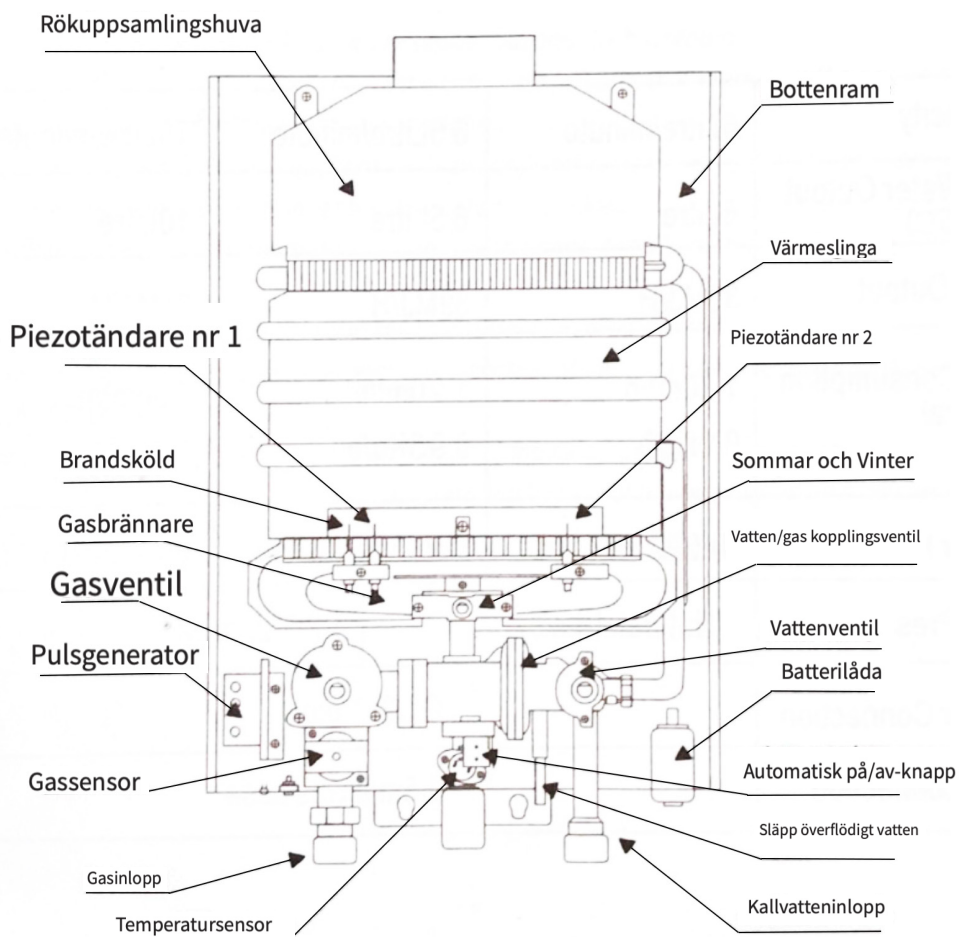 Rökuppsamlingshuva
Bottenram
Värmeslinga
Piezotändare nr 1
Piezotändare nr 2
Brandsköld
Sommar och Vinter
Gasbrännare
Vatten/gas kopplingsventil
Gasventil
Vattenventil
Pulsgenerator
Batterilåda
Gassensor
Automatisk på/av-knapp
Släpp överflödigt vatten
Gasinlopp
Kallvatteninlopp
Temperatursensor